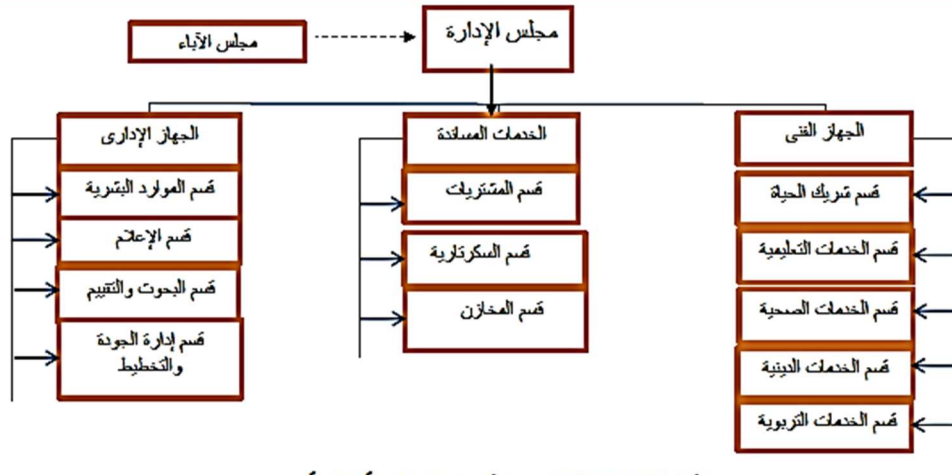 مجلس الإدارة
مجلس الآباء
الجهاز الفنى
قسم شريك الحياة
قسم الخدمات التعليمية
قسم الخدمات الصحية
قسم الخدمات الدينية
قسم الخدمات التربوية
الخدمات المساندة
قسم المشتريات
قسم السكرتارية
قسم المخازن
الجهاز الإدارى
قسم الموارد البشرية
قسم الإعلام
قسم البحوث والتقييم
قسم إدارة الجودة
والتخطيط